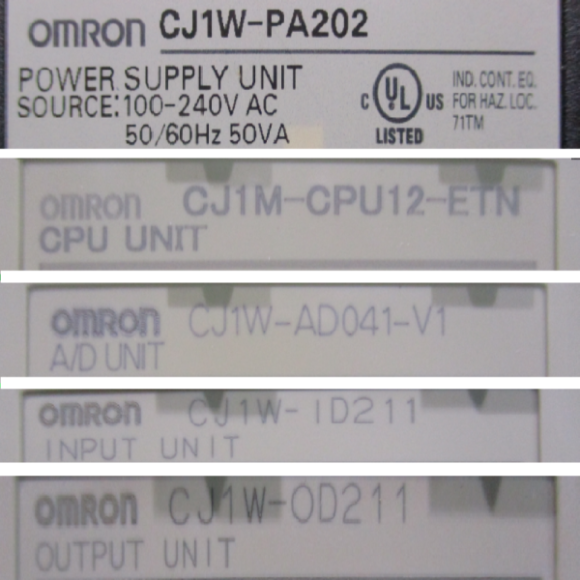 OMRON CJ1W-PA202
POWER SUPPLY UNIT
SOURCE:100-240V AC
50/60Hz 50VA
C UL US
LISTED
IND. CONT. EQ.
FOR HAZ. LOC.
71TM
OMRON CJ1M-CPU12-ETN
CPU UNIT
OMRON CJ1W-AD041-V1
A/D UNIT
OMRON CJ1W-ID211
INPUT UNIT
OMRON CJ1W-OD211
OUTPUT UNIT